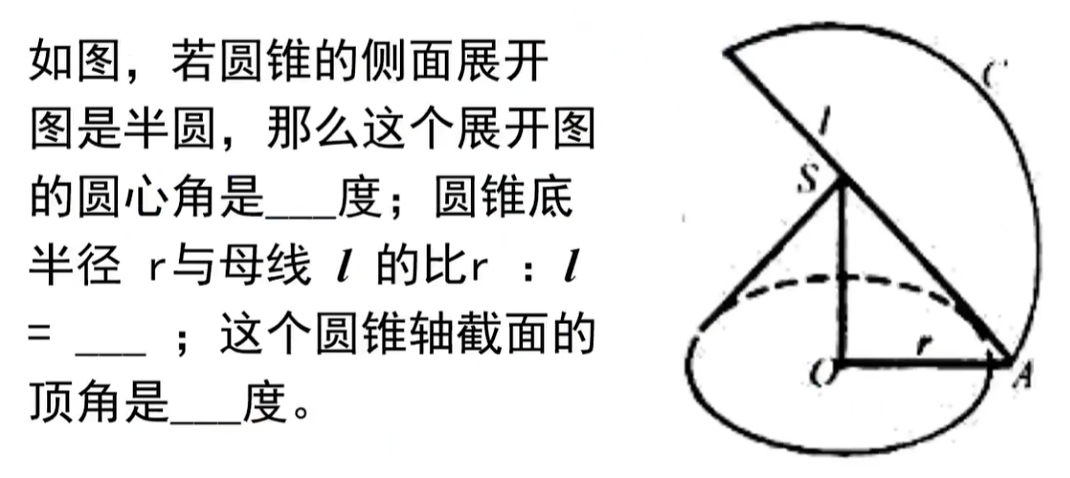 如图，若圆锥的侧面展开
图是半圆，那么这个展开图
的圆心角是___度；圆锥底
半径 r与母线 l 的比r ：l
= ___ ；这个圆锥轴截面的
顶角是___度。
C
l
S
r
O
A